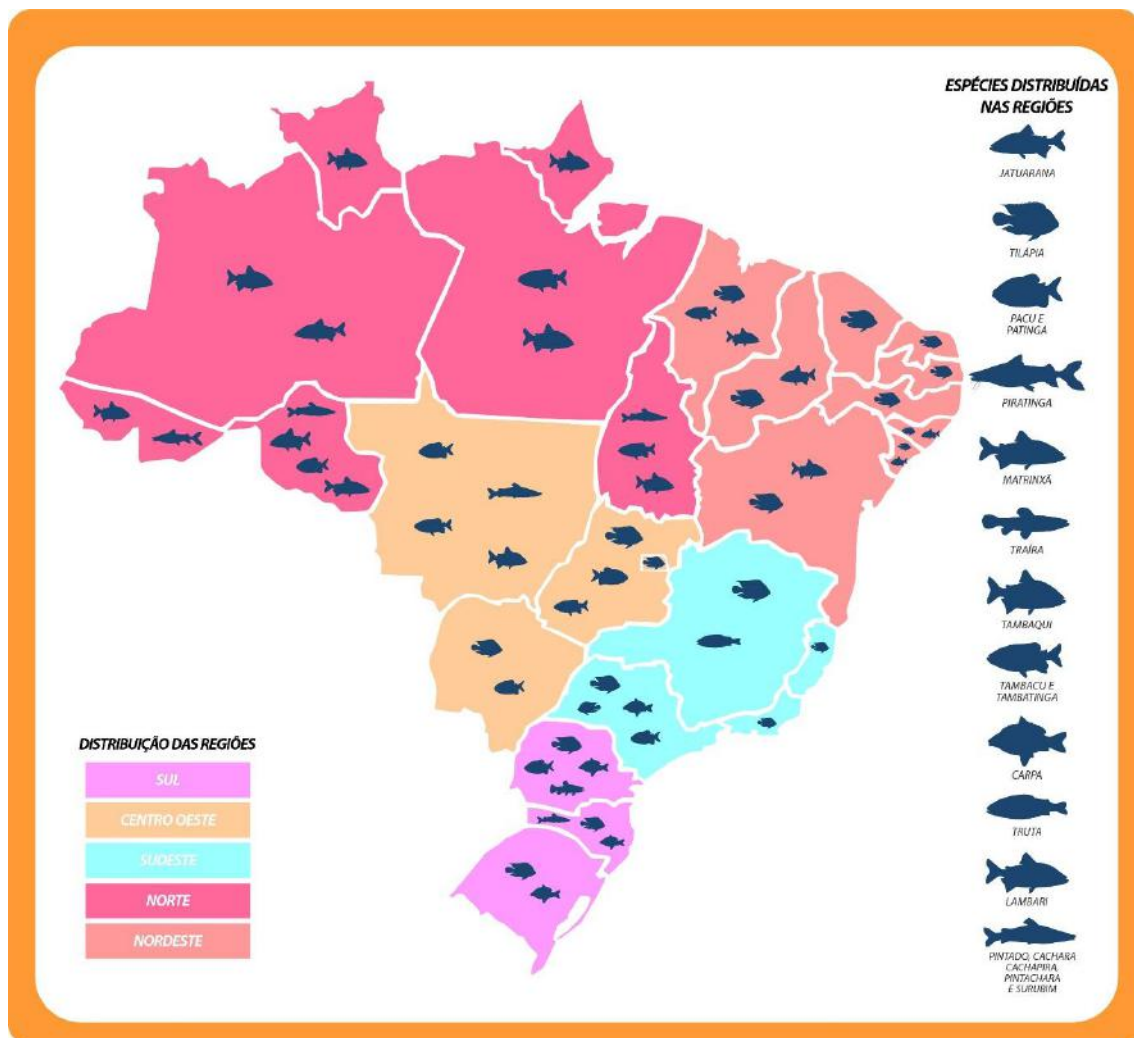 ESPÉCIES DISTRIBUÍDAS
NAS REGIÕES
JATUARANA
TILÁPIA
PACU E
PATINGA
PIRATINGA
MATRINXÃ
TRAÍRA
TAMBAQUI
TAMBACU E
TAMBATINGA
CARPA
TRUTA
LAMBARI
PINTADO, CACHARA
CACHAPIRA,
PINTACHARA
E SURUBIM
DISTRIBUIÇÃO DAS REGIÕES
SUL
CENTRO OESTE
SUDESTE
NORTE
NORDESTE